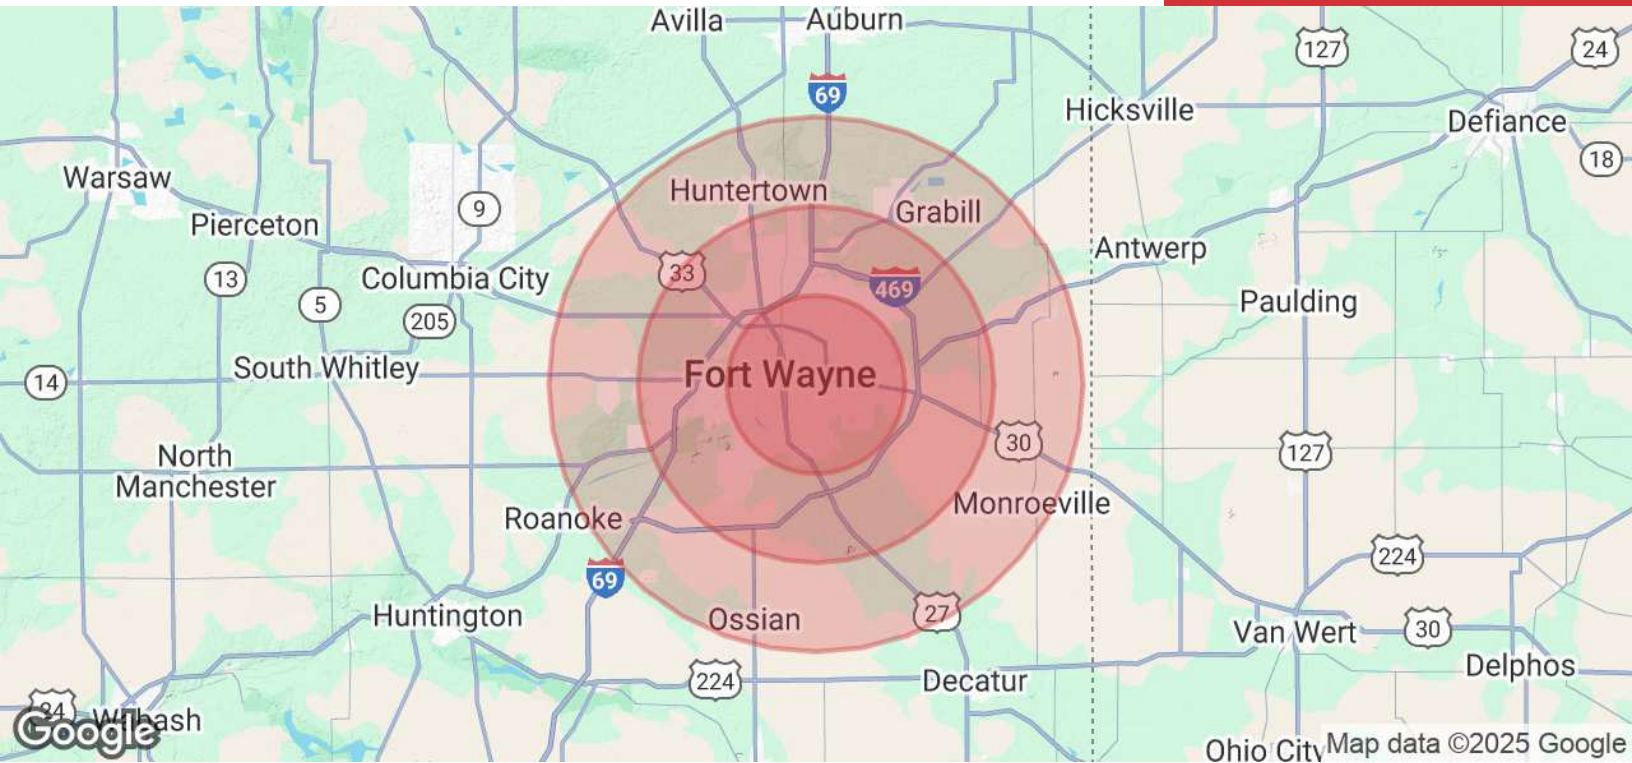 Avilla
Auburn
127
24
69
Hicksville
Defiance
18
Warsaw
Huntertown
9
Grabill
Pierceton
Antwerp
33
13
Columbia City
469
5
Paulding
205
South Whitley
14
Fort Wayne
30
127
North
Manchester
Monroeville
Roanoke
224
69
Huntington
Ossian
27
Van Wert
30
Delphos
224
Decatur
24
Wabash
Google
Ohio City
Map data ©2025 Google